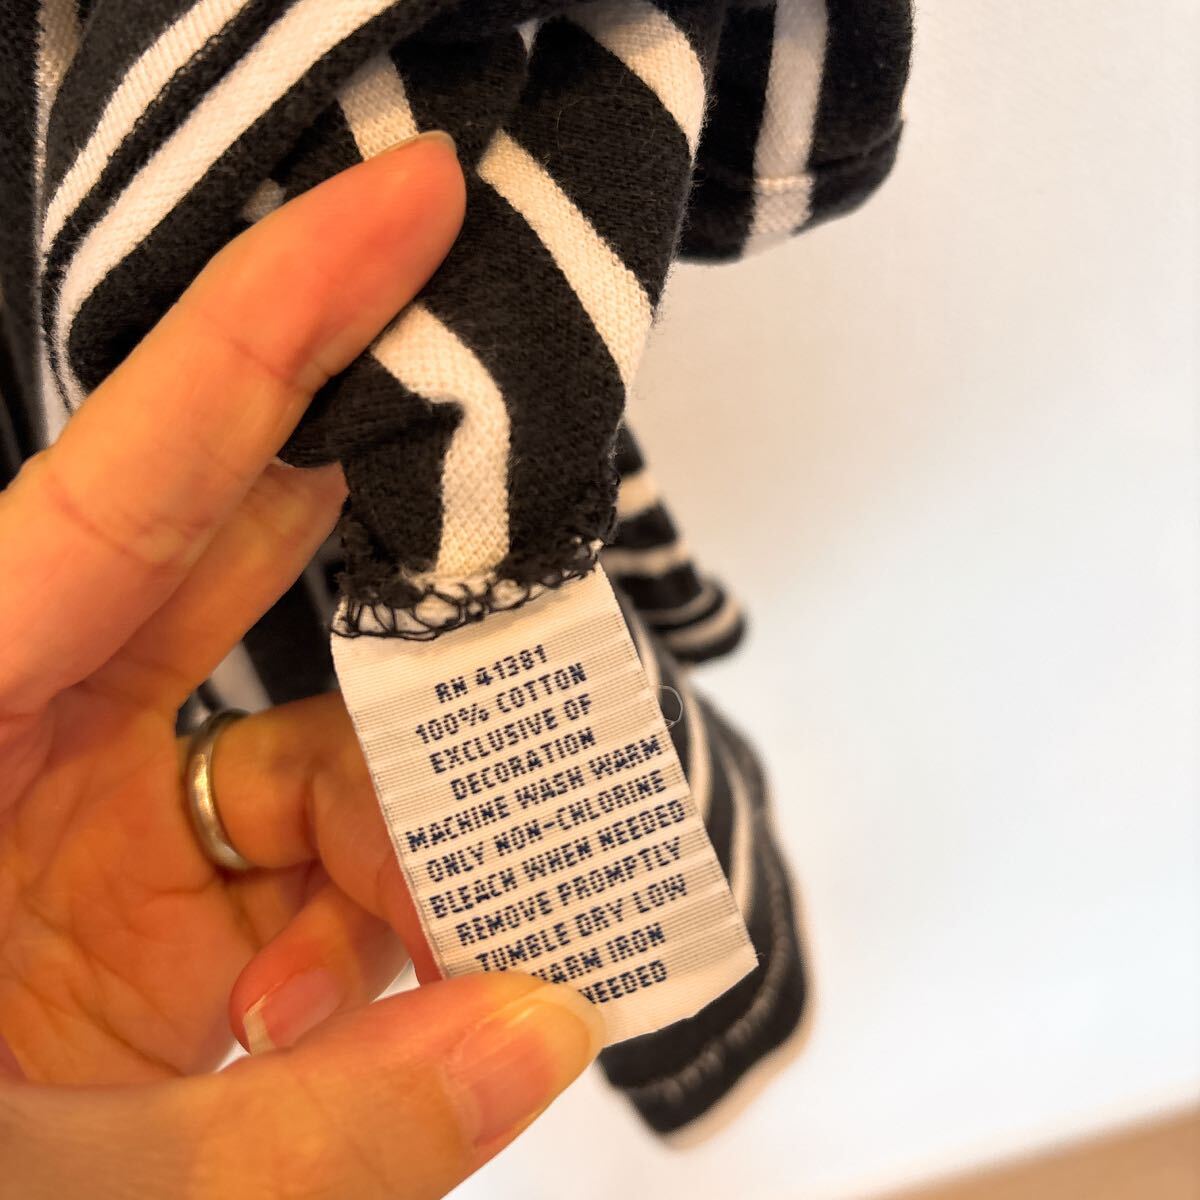 RN 41381
100% COTTON
EXCLUSIVE OF
DECORATION
MACHINE WASH WARM
ONLY NON-CHLORINE
BLEACH WHEN NEEDED
REMOVE PROMPTLY
TUMBLE DRY LOW
IRON
NEEDED